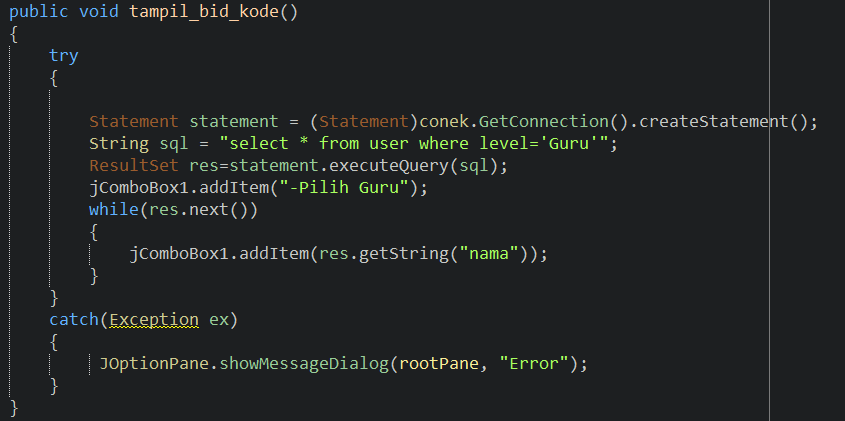 public void tampil_bid_kode()
{
try
{
Statement statement = (Statement)conek.GetConnection().createStatement();
String sql = "select * from user where level='Guru'";
ResultSet res=statement.executeQuery(sql);
jComboBox1.addItem("-Pilih Guru");
while(res.next())
{
jComboBox1.addItem(res.getString("nama"));
}
}
catch(Exception ex)
{
JOptionPane.showMessageDialog(rootPane, "Error");
}
}